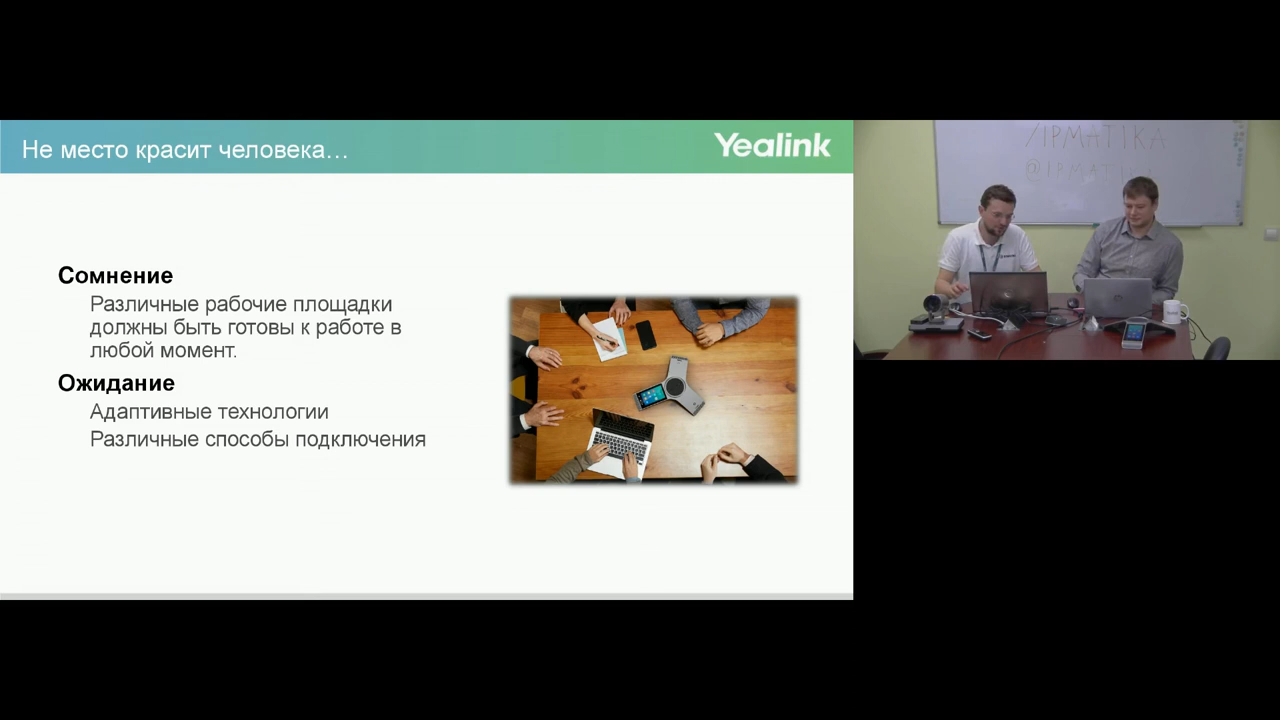 Не место красит человека…
Yealink
Сомнение
Различные рабочие площадки
должны быть готовы к работе в
любой момент.
Ожидание
Адаптивные технологии
Различные способы подключения
/IPMATIKA